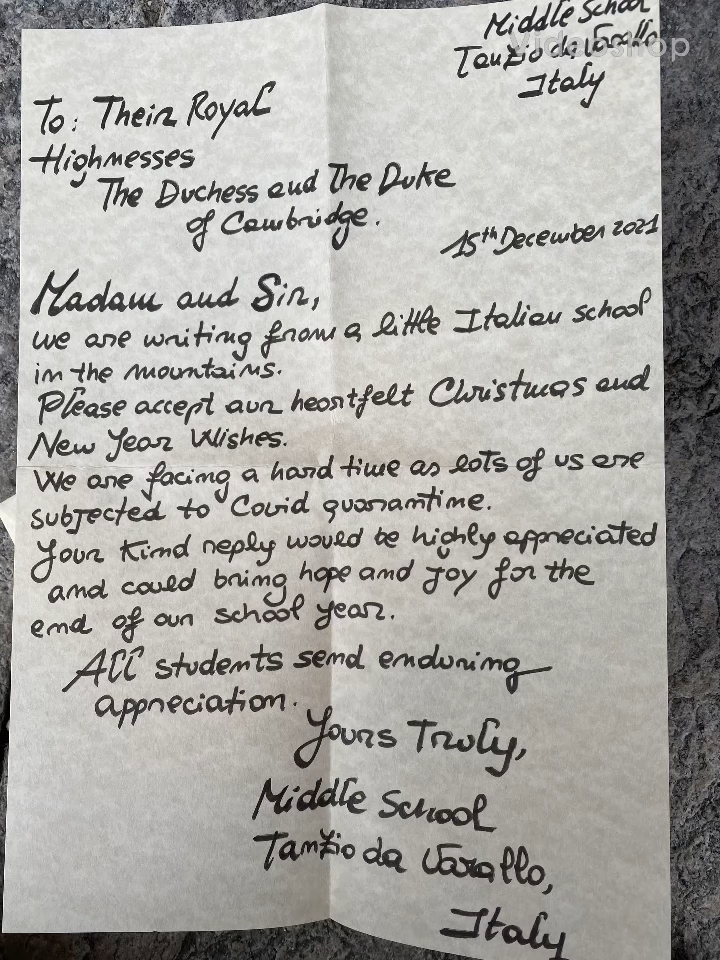 Middle School
Tanzio da Varallo
Italy
Videoshop
To: Their Royal
Highnesses
The Duchess and The Duke
of Cambridge.
15th December 2021
Madam and Sir,
we are writing from a little Italian school
in the mountains.
Please accept our heartfelt Christmas and
New Year Wishes.
We are facing a hard time as lots of us are
subjected to Covid quarantine.
Your kind reply would be highly appreciated
and could bring hope and joy for the
end of our school year.
All students send enduring
appreciation.
Yours Truly,
Middle School
Tanzio da Varallo,
Italy